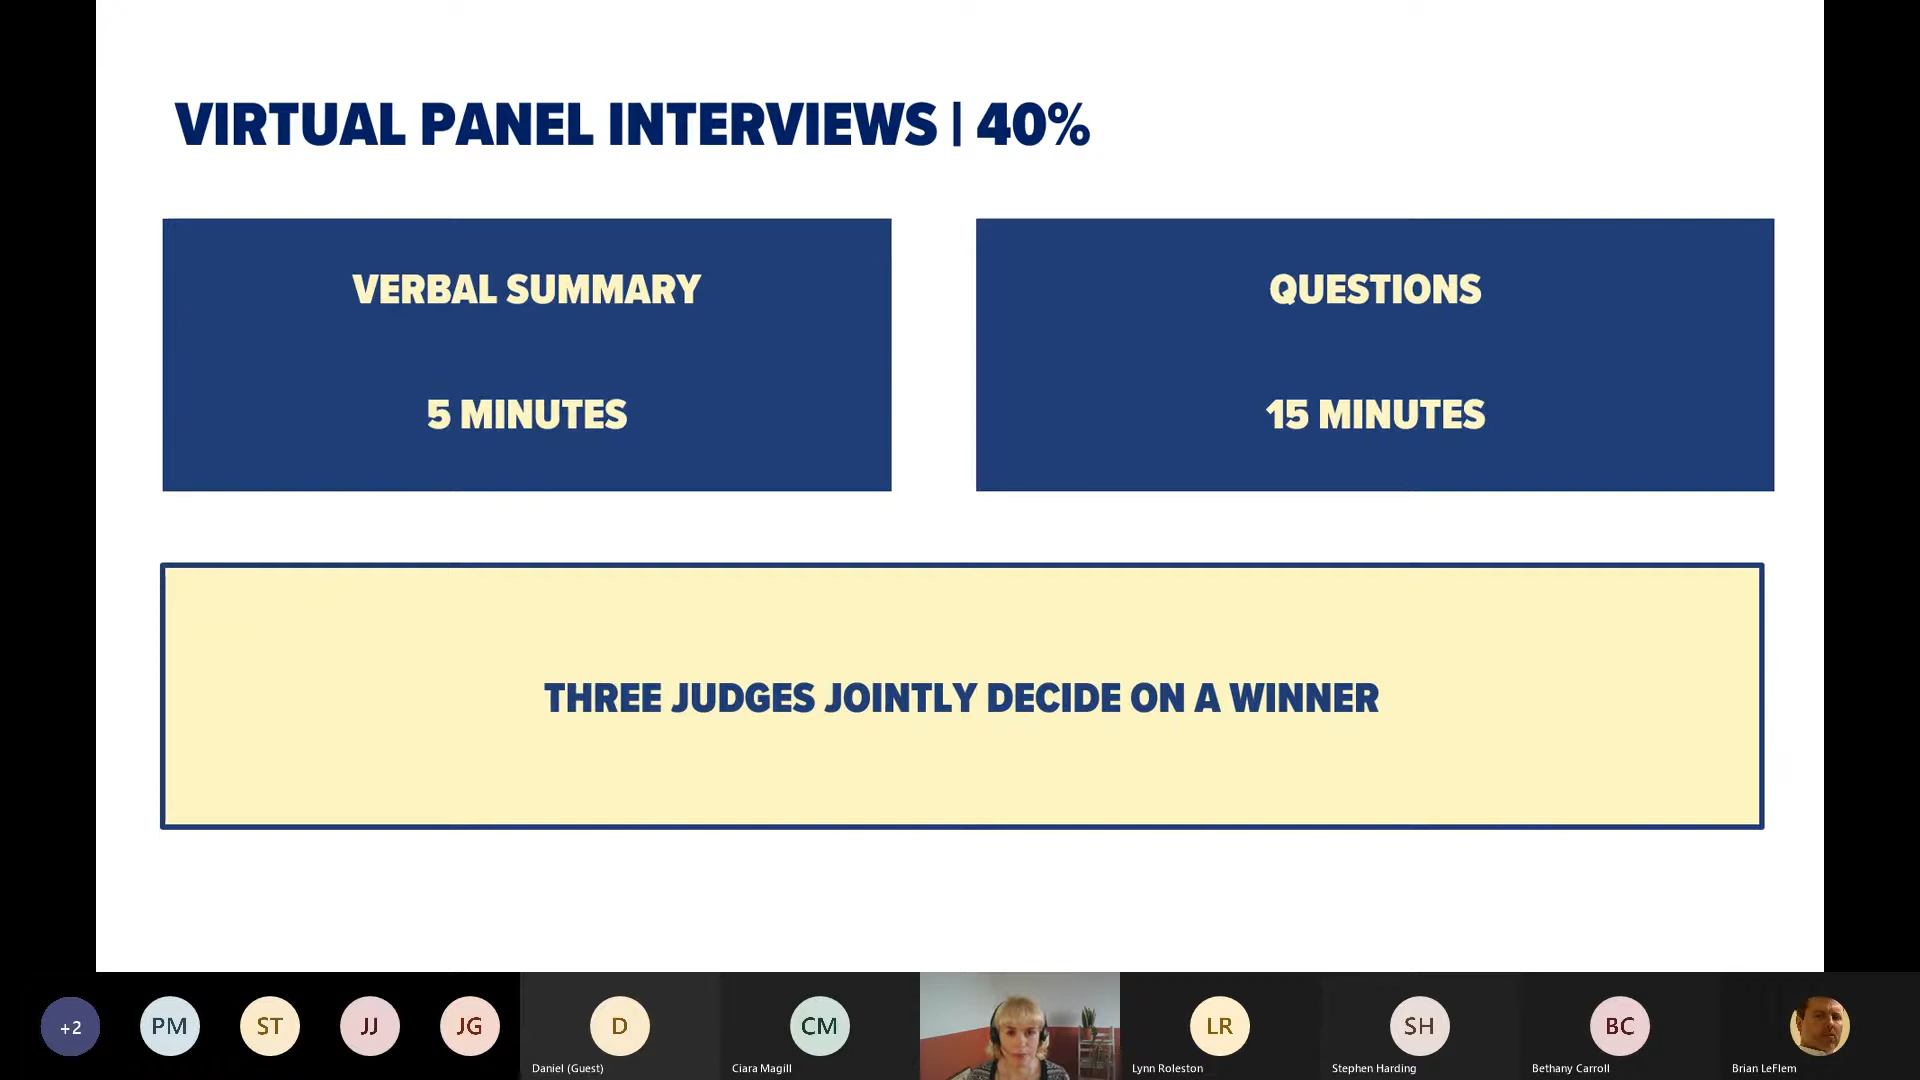 VIRTUAL PANEL INTERVIEWS | 40%
VERBAL SUMMARY
5 MINUTES
QUESTIONS
15 MINUTES
THREE JUDGES JOINTLY DECIDE ON A WINNER
+2
PM
ST
JJ
JG
D
Daniel (Guest)
CM
Ciara Magill
LR
Lynn Roleston
SH
Stephen Harding
BC
Bethany Carroll
Brian LeFlem